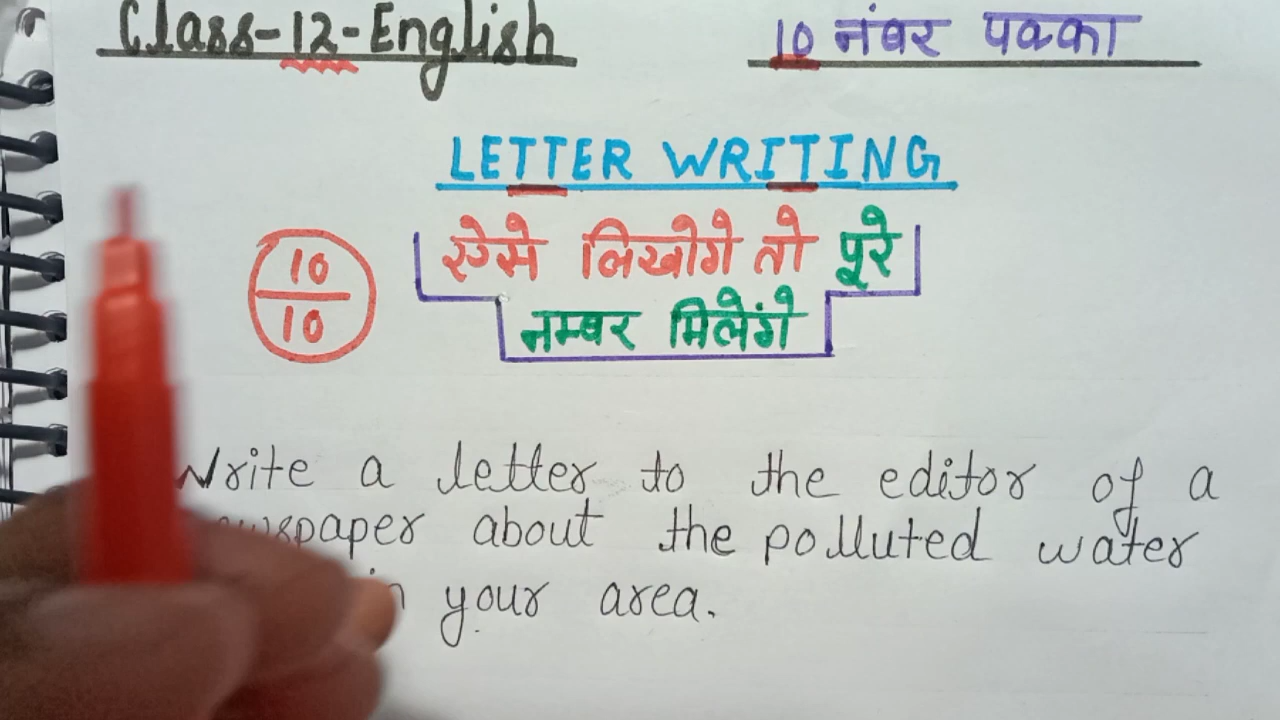 Class-12-English
10 नंबर पक्का
LETTER WRITING
10
10
ऐसे लिखोगे तो पूरे
नम्बर मिलेंगे
Write a letter to the editor of a
about the polluted water
in your area.